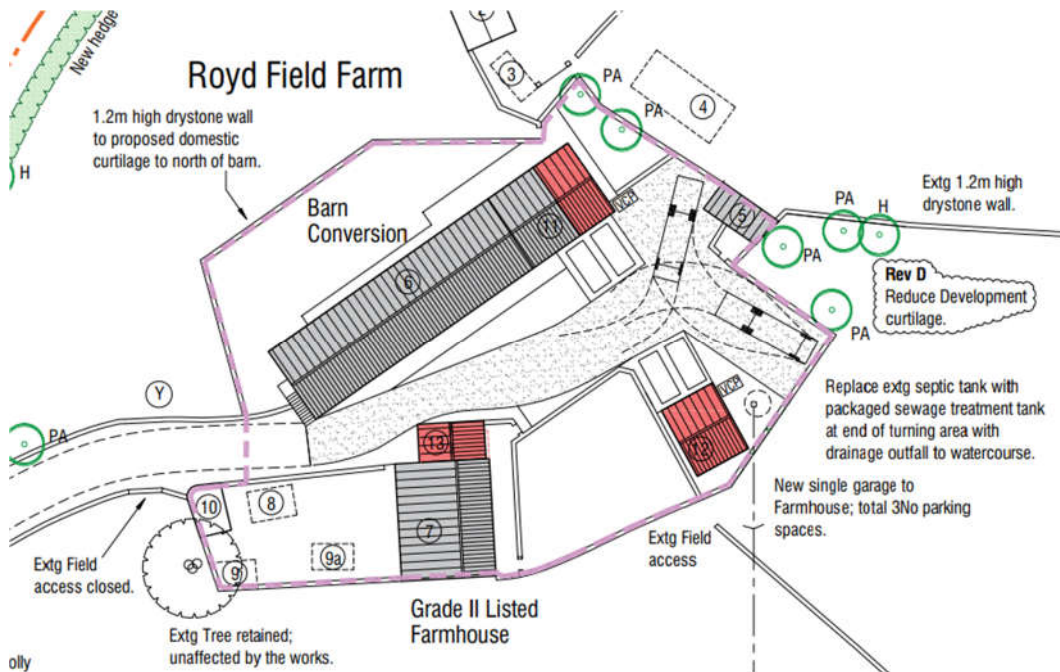 New hedge
2
Royd Field Farm
3
PA
PA
4
1.2m high drystone wall
to proposed domestic
curtilage to north of barn.
H
Barn
Conversion
11
VCP
5
PA
H
Extg 1.2m high
drystone wall.
PA
6
Rev D
Reduce Development
curtilage.
PA
Y
PA
VCP
Replace extg septic tank with
packaged sewage treatment tank
at end of turning area with
drainage outfall to watercourse.
13
12
10
8
7
New single garage to
Farmhouse; total 3No parking
spaces.
Extg Field
access
Extg Field
access closed.
9
9a
Grade II Listed
Farmhouse
Extg Tree retained;
unaffected by the works.
olly